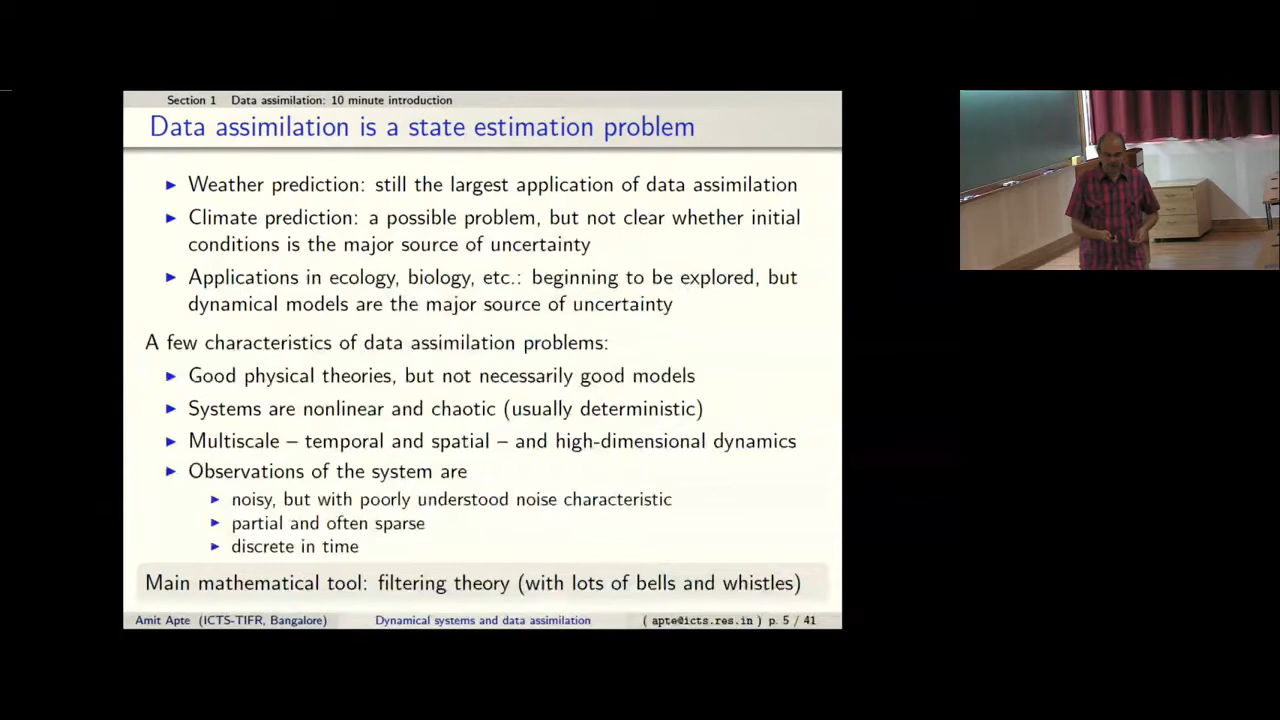 Section 1 Data assimilation: 10 minute introduction
Data assimilation is a state estimation problem
▶ Weather prediction: still the largest application of data assimilation
▶ Climate prediction: a possible problem, but not clear whether initial
conditions is the major source of uncertainty
▶ Applications in ecology, biology, etc.: beginning to be explored, but
dynamical models are the major source of uncertainty
A few characteristics of data assimilation problems:
▶ Good physical theories, but not necessarily good models
▶ Systems are nonlinear and chaotic (usually deterministic)
▶ Multiscale – temporal and spatial – and high-dimensional dynamics
▶ Observations of the system are
▶ noisy, but with poorly understood noise characteristic
▶ partial and often sparse
▶ discrete in time
Main mathematical tool: filtering theory (with lots of bells and whistles)
Amit Apte (ICTS-TIFR, Bangalore) Dynamical systems and data assimilation ( apte@icts.res.in ) p. 5 / 41